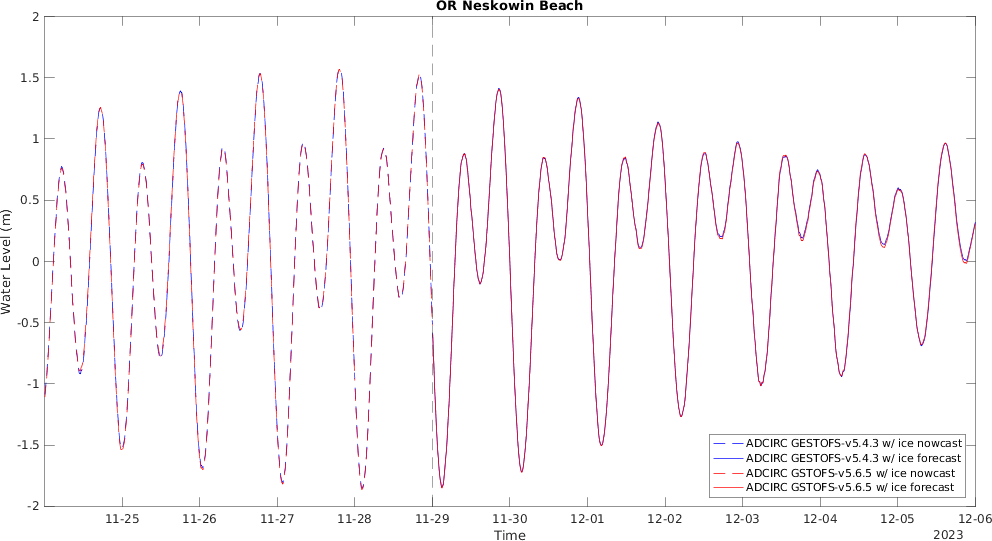 OR Neskowin Beach
2
1.5
1
0.5
0
-0.5
-1
-1.5
-2
Water Level (m)
ADCIRC GESTOFS-v5.4.3 w/ ice nowcast
ADCIRC GESTOFS-v5.4.3 w/ ice forecast
ADCIRC GSTOFS-v5.6.5 w/ ice nowcast
ADCIRC GSTOFS-v5.6.5 w/ ice forecast
11-25 11-26 11-27 11-28 11-29 11-30 12-01 12-02 12-03 12-04 12-05 12-06
Time
2023